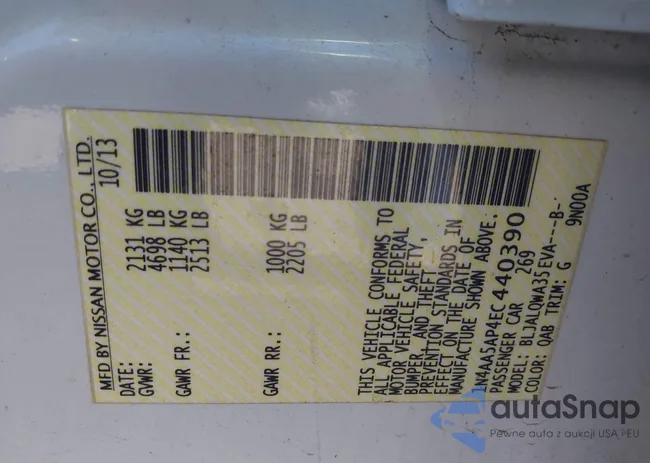 MFD BY NISSAN MOTOR CO., LTD.
DATE: 10/13
GVWR: 2131 KG
4698 LB
GAWR FR.: 1140 KG
2513 LB
GAWR RR.: 1000 KG
2205 LB
THIS VEHICLE CONFORMS TO
ALL APPLICABLE FEDERAL
MOTOR VEHICLE SAFETY,
BUMPER, AND THEFT
PREVENTION STANDARDS IN
EFFECT ON THE DATE OF
MANUFACTURE SHOWN ABOVE:
1N4AA5AP4EC440390
PASSENGER CAR 269
MODEL: BLJALOWA35EVA---B-
COLOR: QAB TRIM: G 9N00A
autaSnap
Pewne auta z aukcji USA i EU